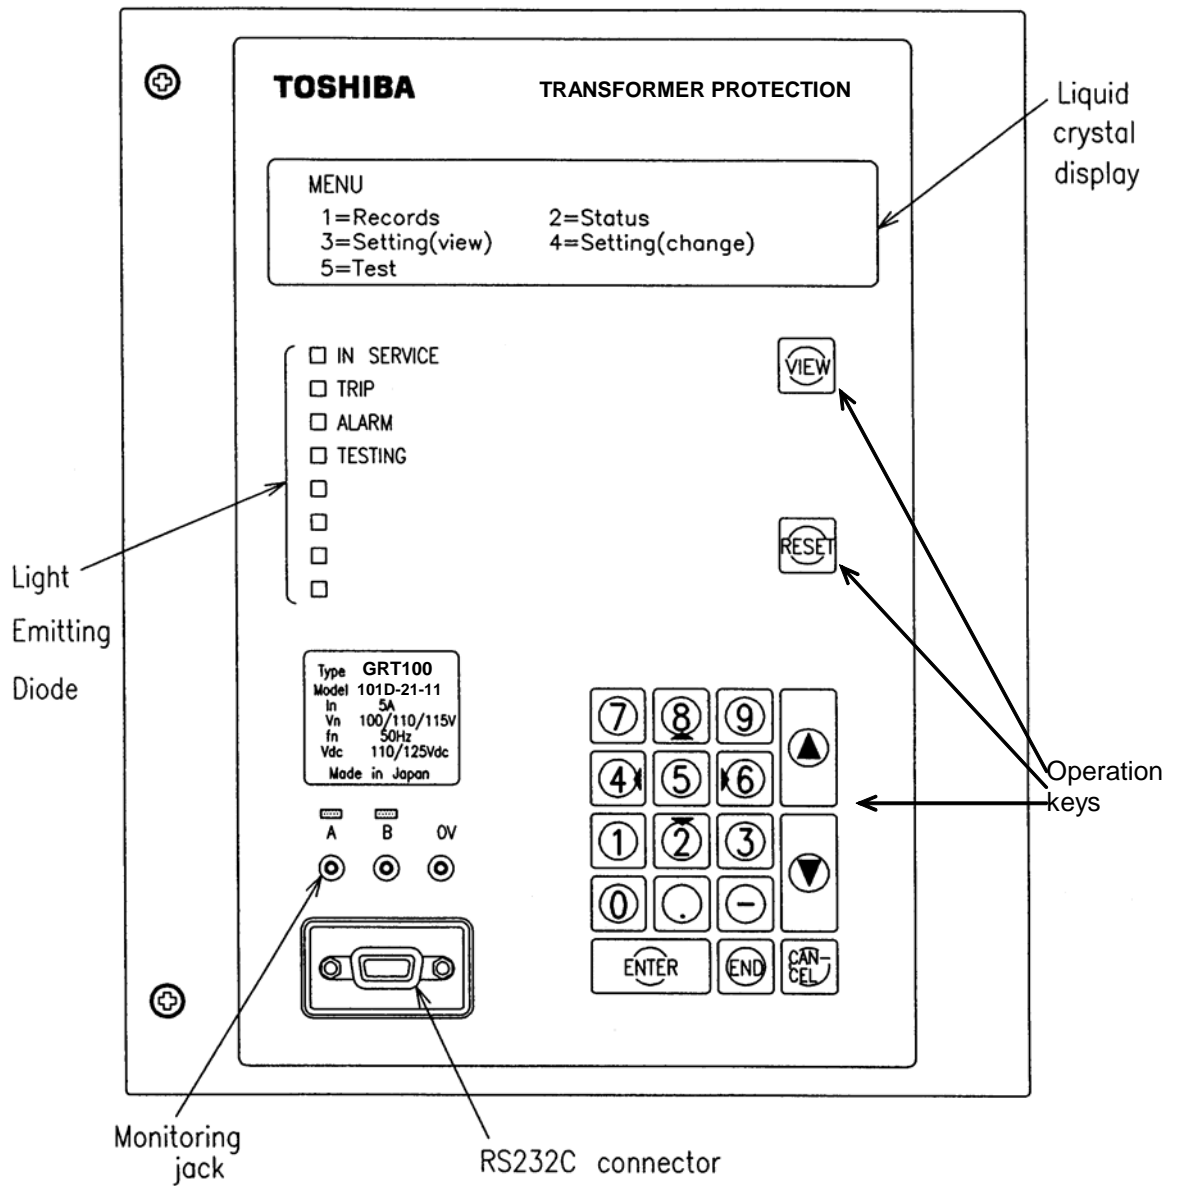 TOSHIBA TRANSFORMER PROTECTION
Liquid
crystal
display
MENU
1=Records 2=Status
3=Setting(view) 4=Setting(change)
5=Test
IN SERVICE
TRIP
ALARM
TESTING
VIEW
RESET
Light
Emitting
Diode
Type GRT100
Model 101D-21-11
In 5A
Vn 100/110/115V
fn 50Hz
Vdc 110/125Vdc
Made in Japan
A B 0V
7 8 9
4 5 6
1 2 3
0 . −
ENTER END CAN-
CEL
Operation
keys
Monitoring
jack
RS232C connector